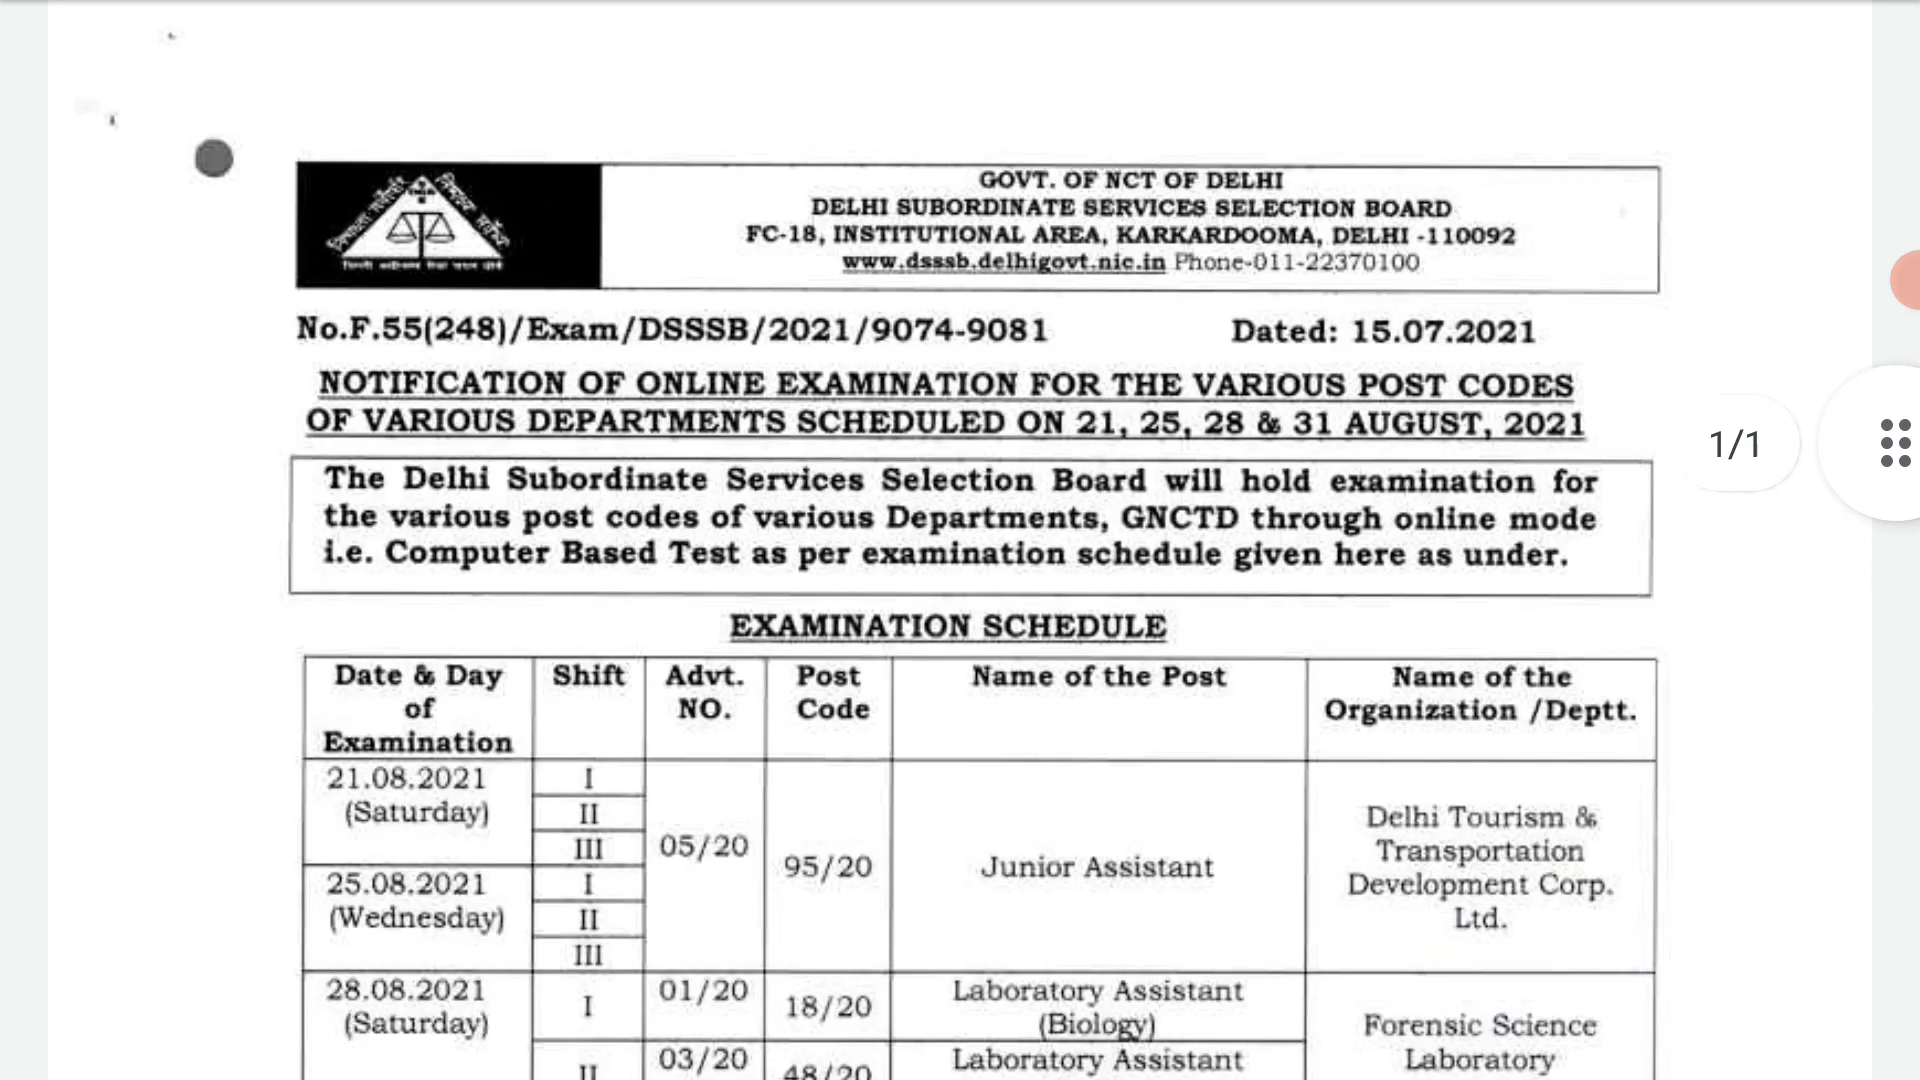 GOVT. OF NCT OF DELHI
DELHI SUBORDINATE SERVICES SELECTION BOARD
FC-18, INSTITUTIONAL AREA, KARKARDOOMA, DELHI -110092
www.dsssb.delhigovt.nic.in Phone-011-22370100
No.F.55(248)/Exam/DSSSB/2021/9074-9081 Dated: 15.07.2021
NOTIFICATION OF ONLINE EXAMINATION FOR THE VARIOUS POST CODES
OF VARIOUS DEPARTMENTS SCHEDULED ON 21, 25, 28 & 31 AUGUST, 2021
1/1
The Delhi Subordinate Services Selection Board will hold examination for
the various post codes of various Departments, GNCTD through online mode
i.e. Computer Based Test as per examination schedule given here as under.
EXAMINATION SCHEDULE
Date & Day
of
Examination
Shift
Advt.
NO.
Post
Code
Name of the Post
Name of the
Organization /Deptt.
21.08.2021
(Saturday)
I
II
III
25.08.2021
(Wednesday)
I
II
III
05/20
95/20
Junior Assistant
Delhi Tourism &
Transportation
Development Corp.
Ltd.
28.08.2021
(Saturday)
I
01/20
18/20
Laboratory Assistant
(Biology)
Forensic Science
Laboratory
II
03/20
48/20
Laboratory Assistant